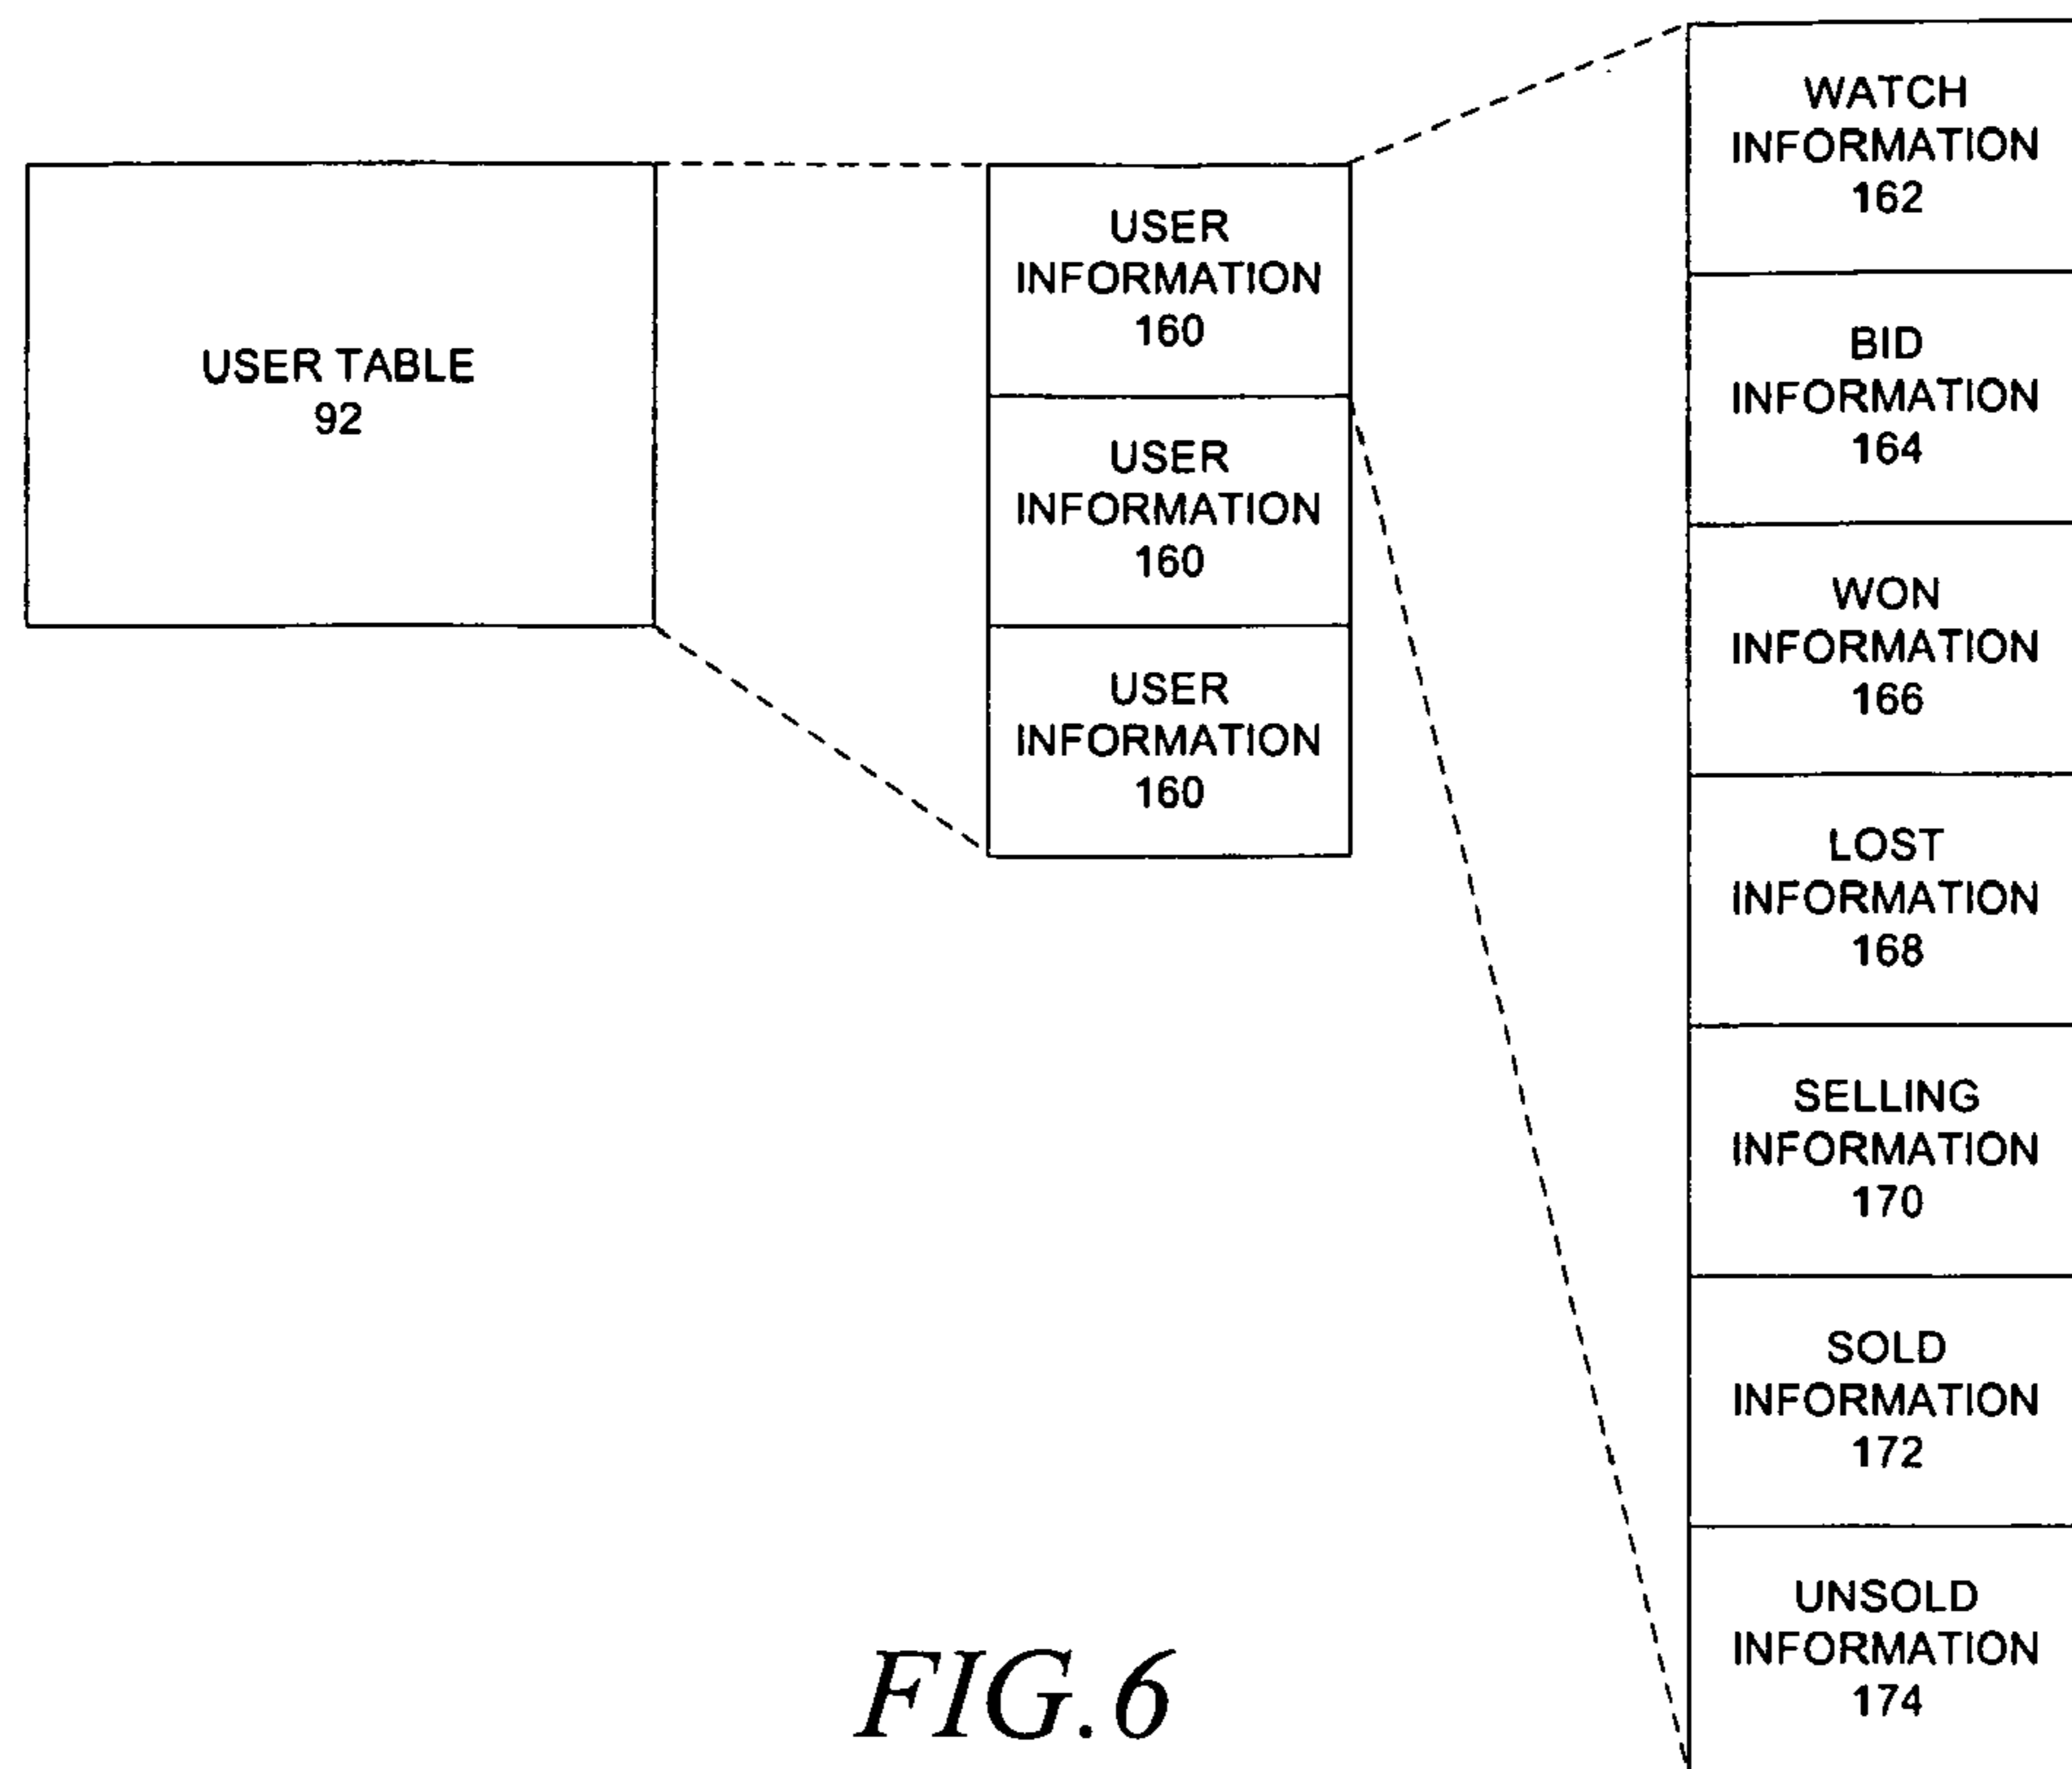 USER TABLE
92
USER
INFORMATION
160
USER
INFORMATION
160
USER
INFORMATION
160
WATCH
INFORMATION
162
BID
INFORMATION
164
WON
INFORMATION
166
LOST
INFORMATION
168
SELLING
INFORMATION
170
SOLD
INFORMATION
172
UNSOLD
INFORMATION
174
FIG.6